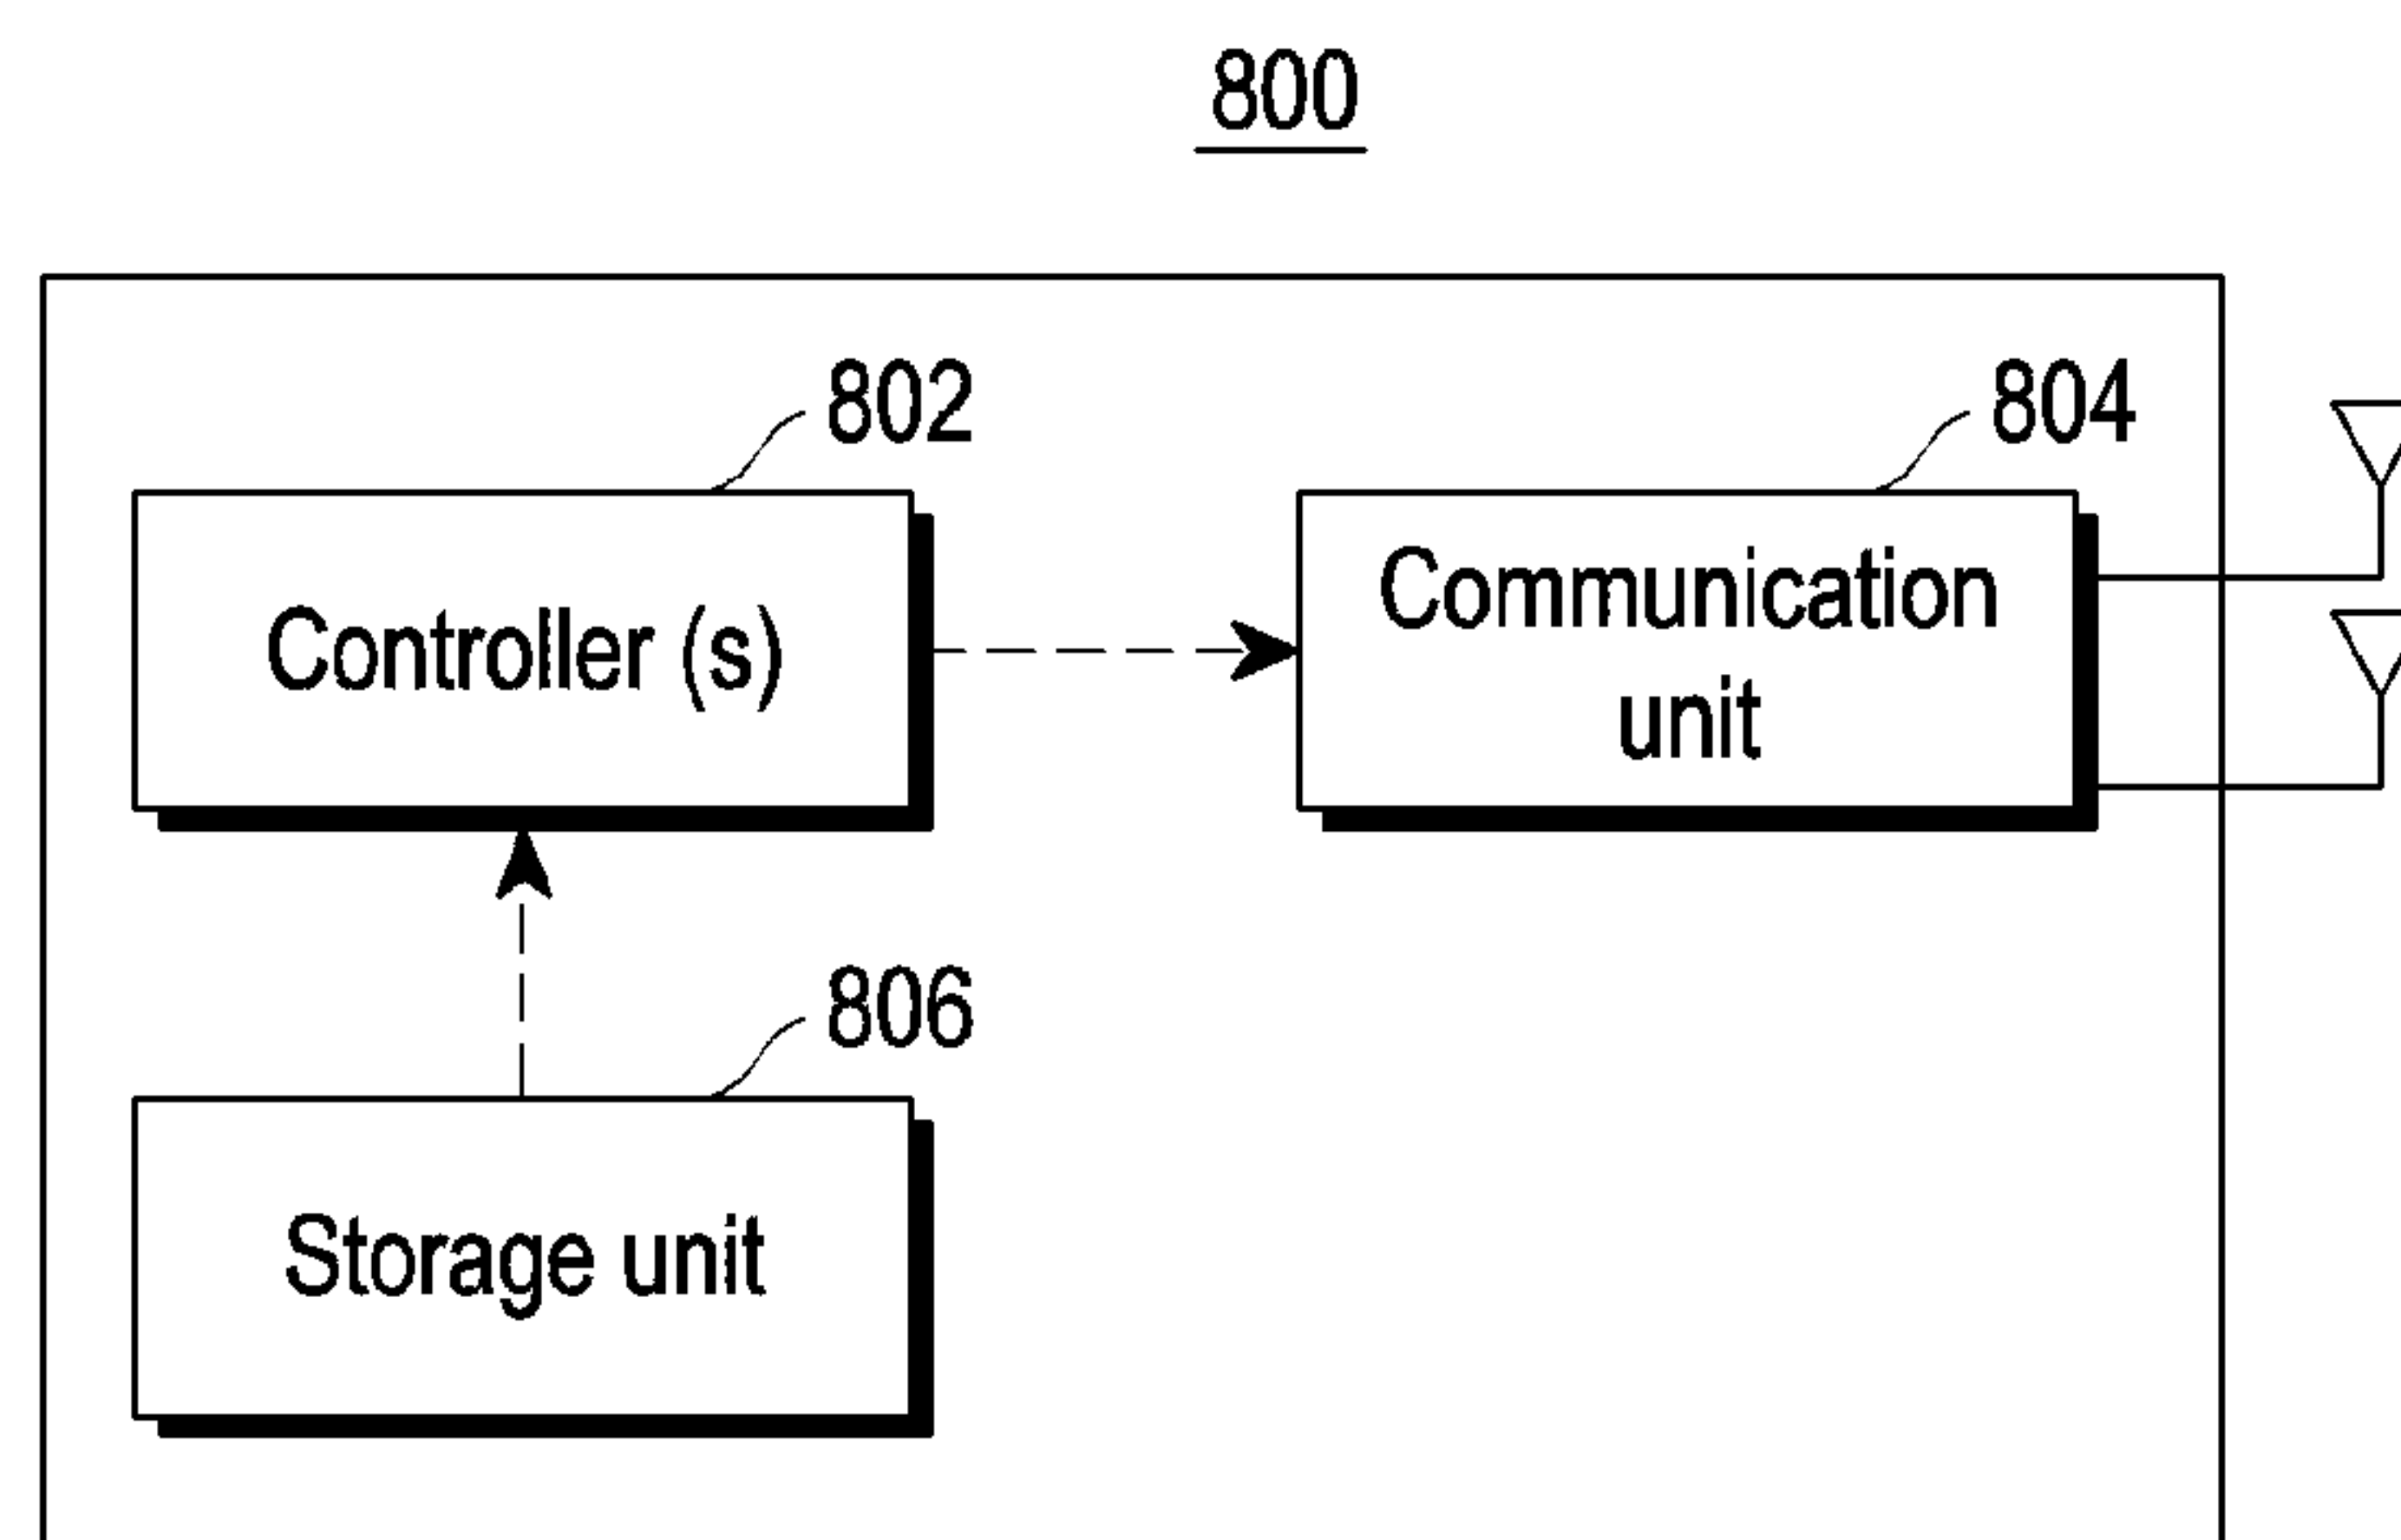 800
802
804
Controller (s)
Communication
unit
806
Storage unit